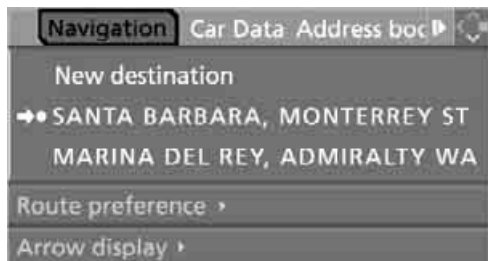 Navigation Car Data Address boc
New destination
SANTA BARBARA, MONTERREY ST
MARINA DEL REY, ADMIRALTY WA
Route preference
Arrow display